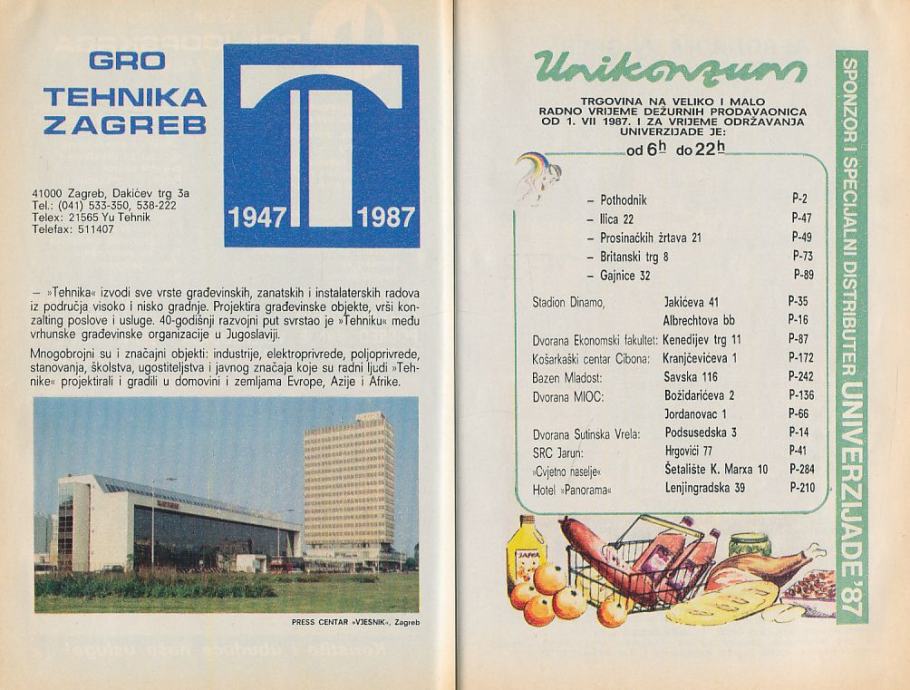 GRO
TEHNIKA
ZAGREB
1947 1987
41000 Zagreb, Dakićev trg 3a
Tel.: (041) 533-350, 538-222
Telex: 21565 Yu Tehnik
Telefax: 511407
— »Tehnika« izvodi sve vrste građevinskih, zanatskih i instalaterskih radova
iz područja visoko i nisko gradnje. Projektira građevinske objekte, vrši kon-
zalting poslove i usluge. 40-godišnji razvojni put svrstao je »Tehniku« među
vrhunske građevinske organizacije u Jugoslaviji.
Mnogobrojni su i značajni objekti: industrije, elektroprivrede, poljoprivrede,
stanovanja, školstva, ugostiteljstva i javnog značaja koje su radni ljudi »Teh-
nike« projektirali i gradili u domovini i zemljama Evrope, Azije i Afrike.
PRESS CENTAR »VJESNIK«, Zagreb
Unikonzum
TRGOVINA NA VELIKO I MALO
RADNO VRIJEME DEŽURNIH PRODAVAONICA
OD 1. VII 1987. I ZA VRIJEME ODRŽAVANJA
UNIVERZIJADE JE:
od 6h do 22h
– Pothodnik P-2
– Ilica 22 P-47
– Prosinačkih žrtava 21 P-49
– Britanski trg 8 P-73
– Gajnice 32 P-89
Stadion Dinamo, Jakićeva 41 P-35
Albrechtova bb P-16
Dvorana Ekonomski fakultet: Kenedijev trg 11 P-87
Košarkaški centar Cibona: Kranjčevićeva 1 P-172
Bazen Mladost: Savska 116 P-242
Dvorana MIOC: Božidarićeva 2 P-136
Jordanovac 1 P-66
Dvorana Sutinska Vrela: Podsusedska 3 P-14
SRC Jarun: Hrgovići 77 P-41
»Cvjetno naselje« Šetalište K. Marxa 10 P-284
Hotel »Panorama« Lenjingradska 39 P-210
JAFFA
SPONZOR I SPECIJALNI DISTRIBUTER UNIVERZIJADE '87